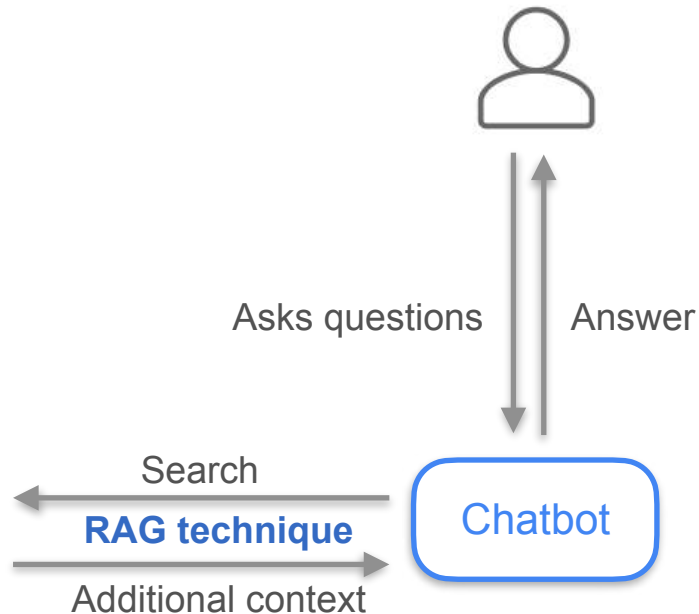 Asks questions
Answer
Search
RAG technique
Additional context
Chatbot